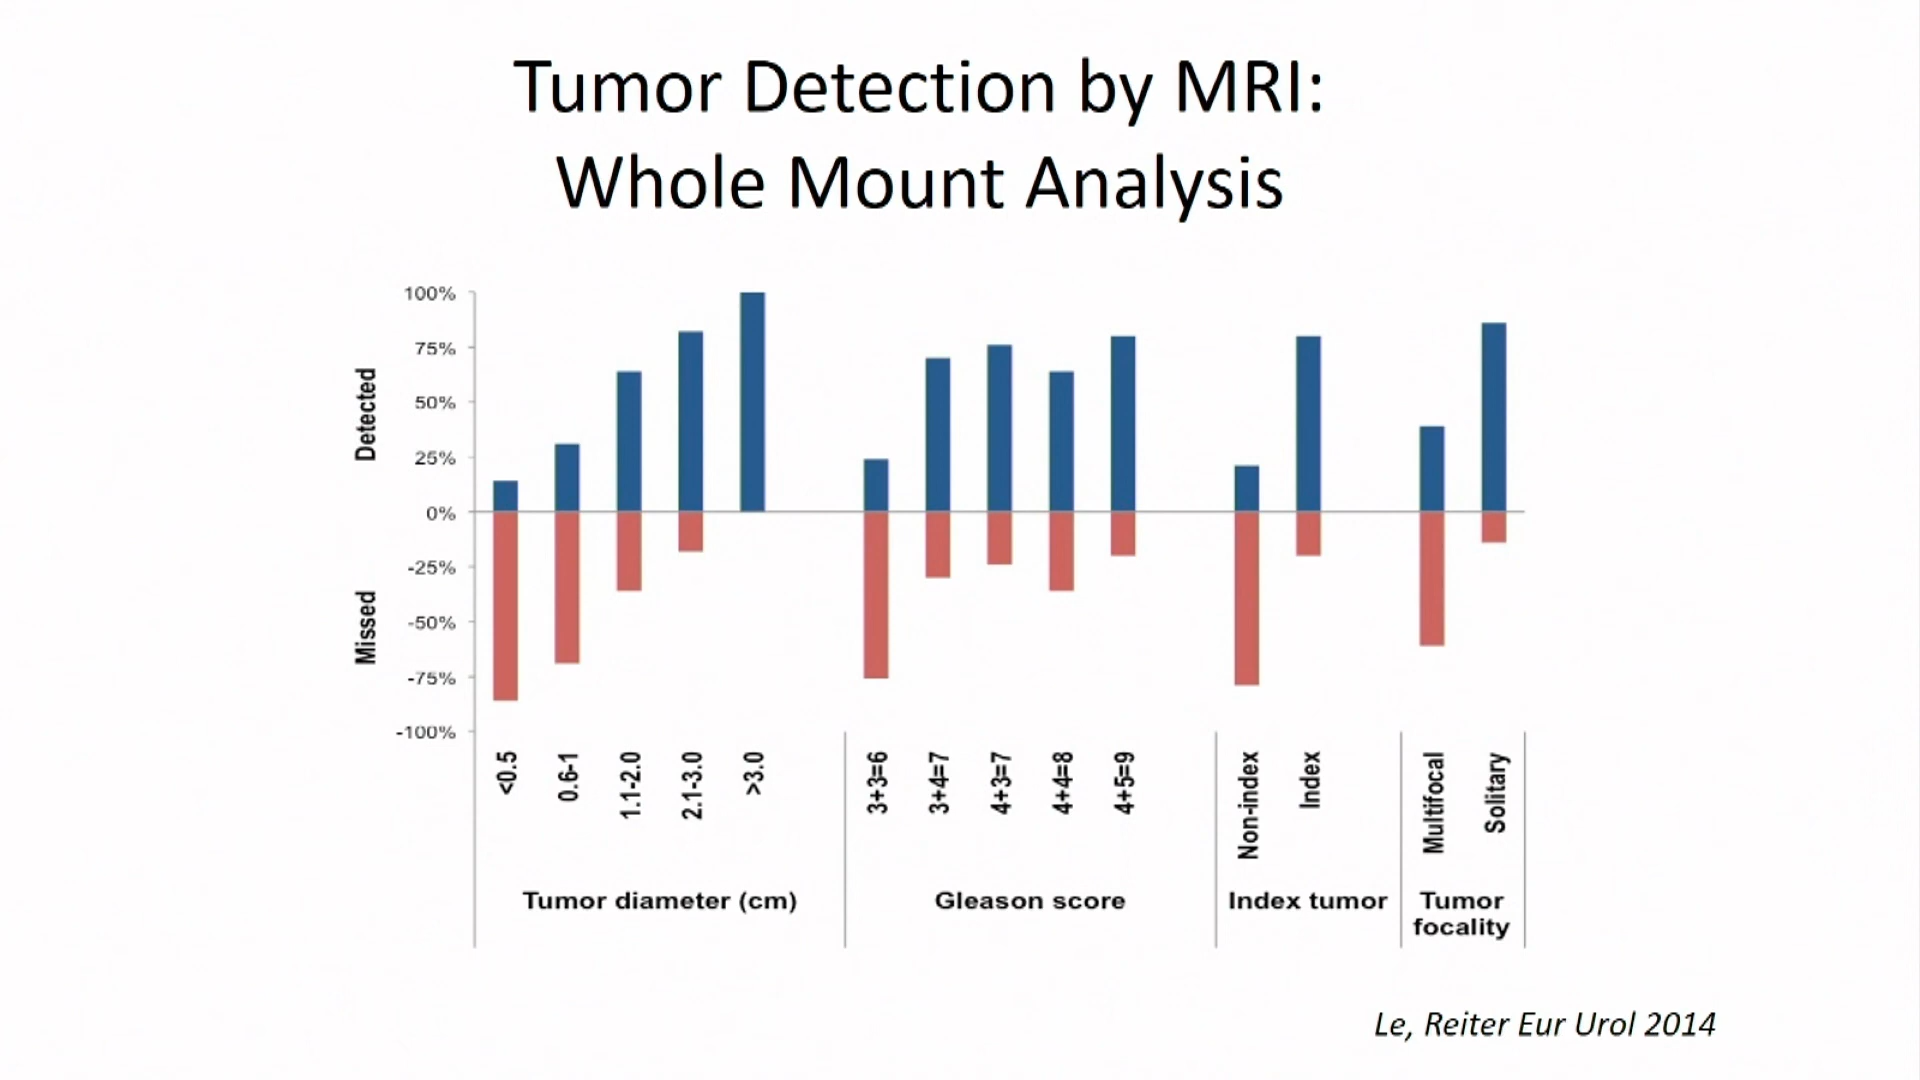 Tumor Detection by MRI:
Whole Mount Analysis
100%
75%
50%
25%
0%
-25%
-50%
-75%
-100%
Detected
Missed
<0.5
0.6-1
1.1-2.0
2.1-3.0
>3.0
3+3=6
3+4=7
4+3=7
4+4=8
4+5=9
Non-index
Index
Multifocal
Solitary
Tumor diameter (cm)
Gleason score
Index tumor
Tumor
focality
Le, Reiter Eur Urol 2014